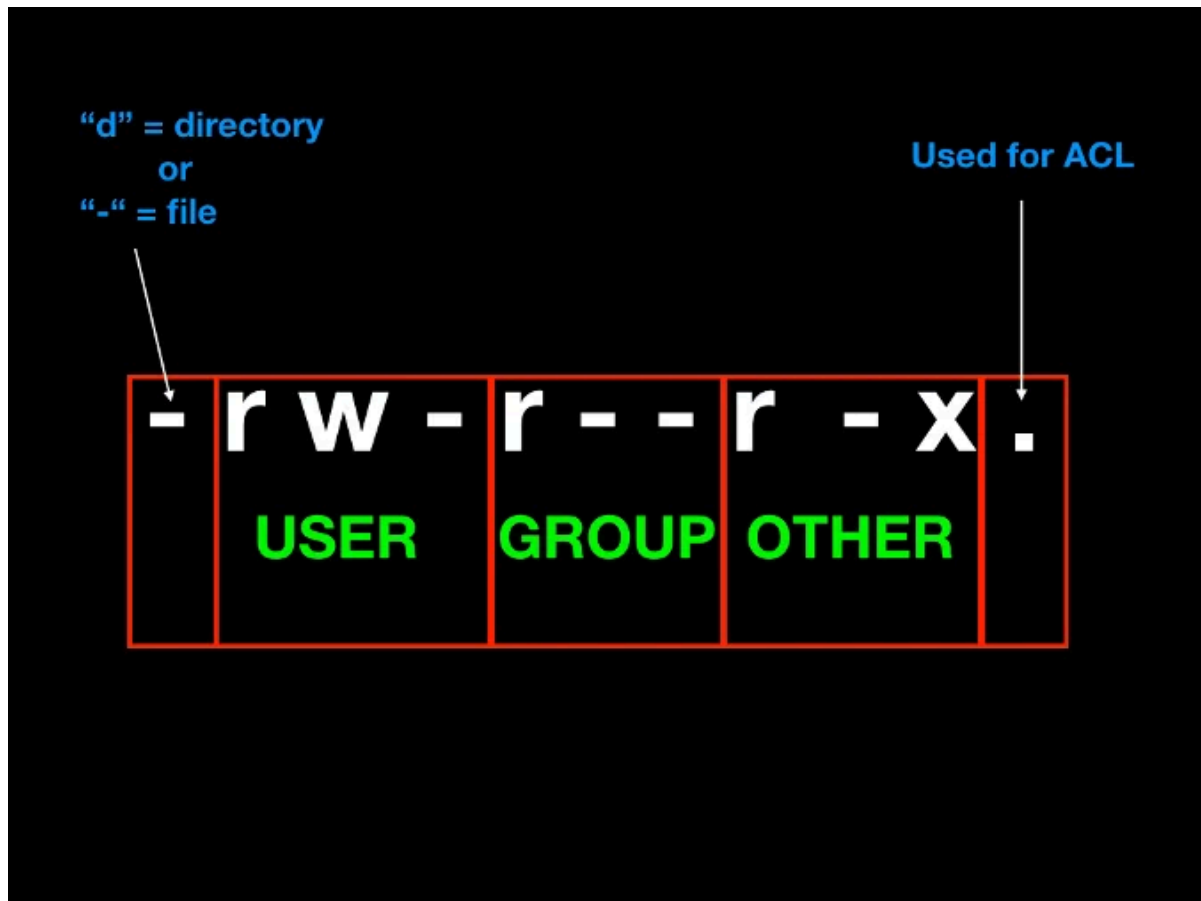 “d” = directory
or
“-“ = file
Used for ACL
- r w - r - - r - x .
USER GROUP OTHER